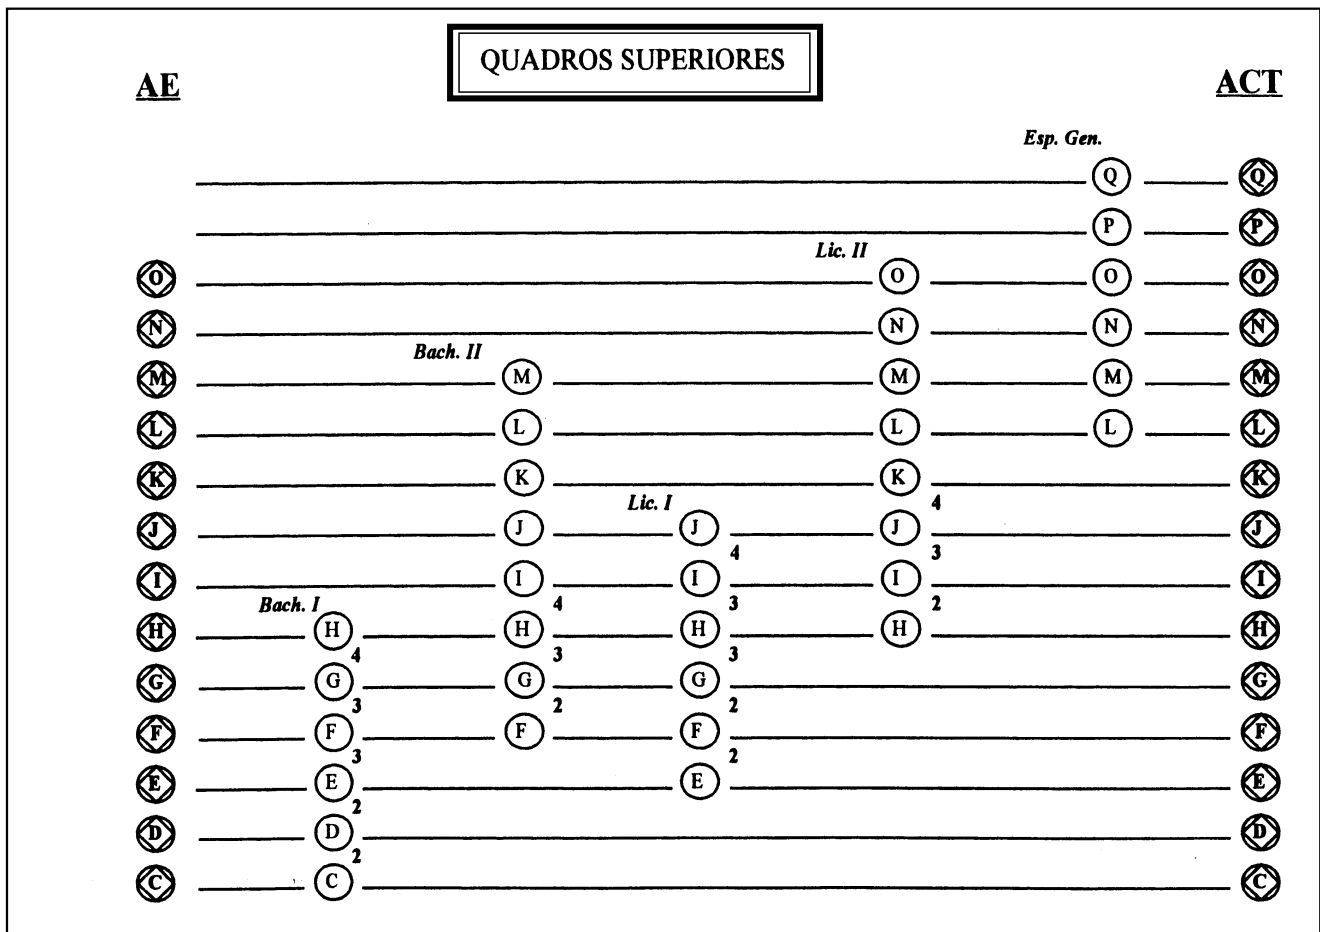 QUADROS SUPERIORES
AE ACT
Esp. Gen.
Q Q
P P
Lic. II
O O O O
N N N N
Bach. II
M M M M M
L L L L L
K K K K
Lic. I
J J J J J
4
4 3
I I I I I
Bach. I
4 3 2
H H H H H H
4 3 3
G G G G G
3 2 2
F F F F F
3 2
E E E E
2
D D D
2
C C C